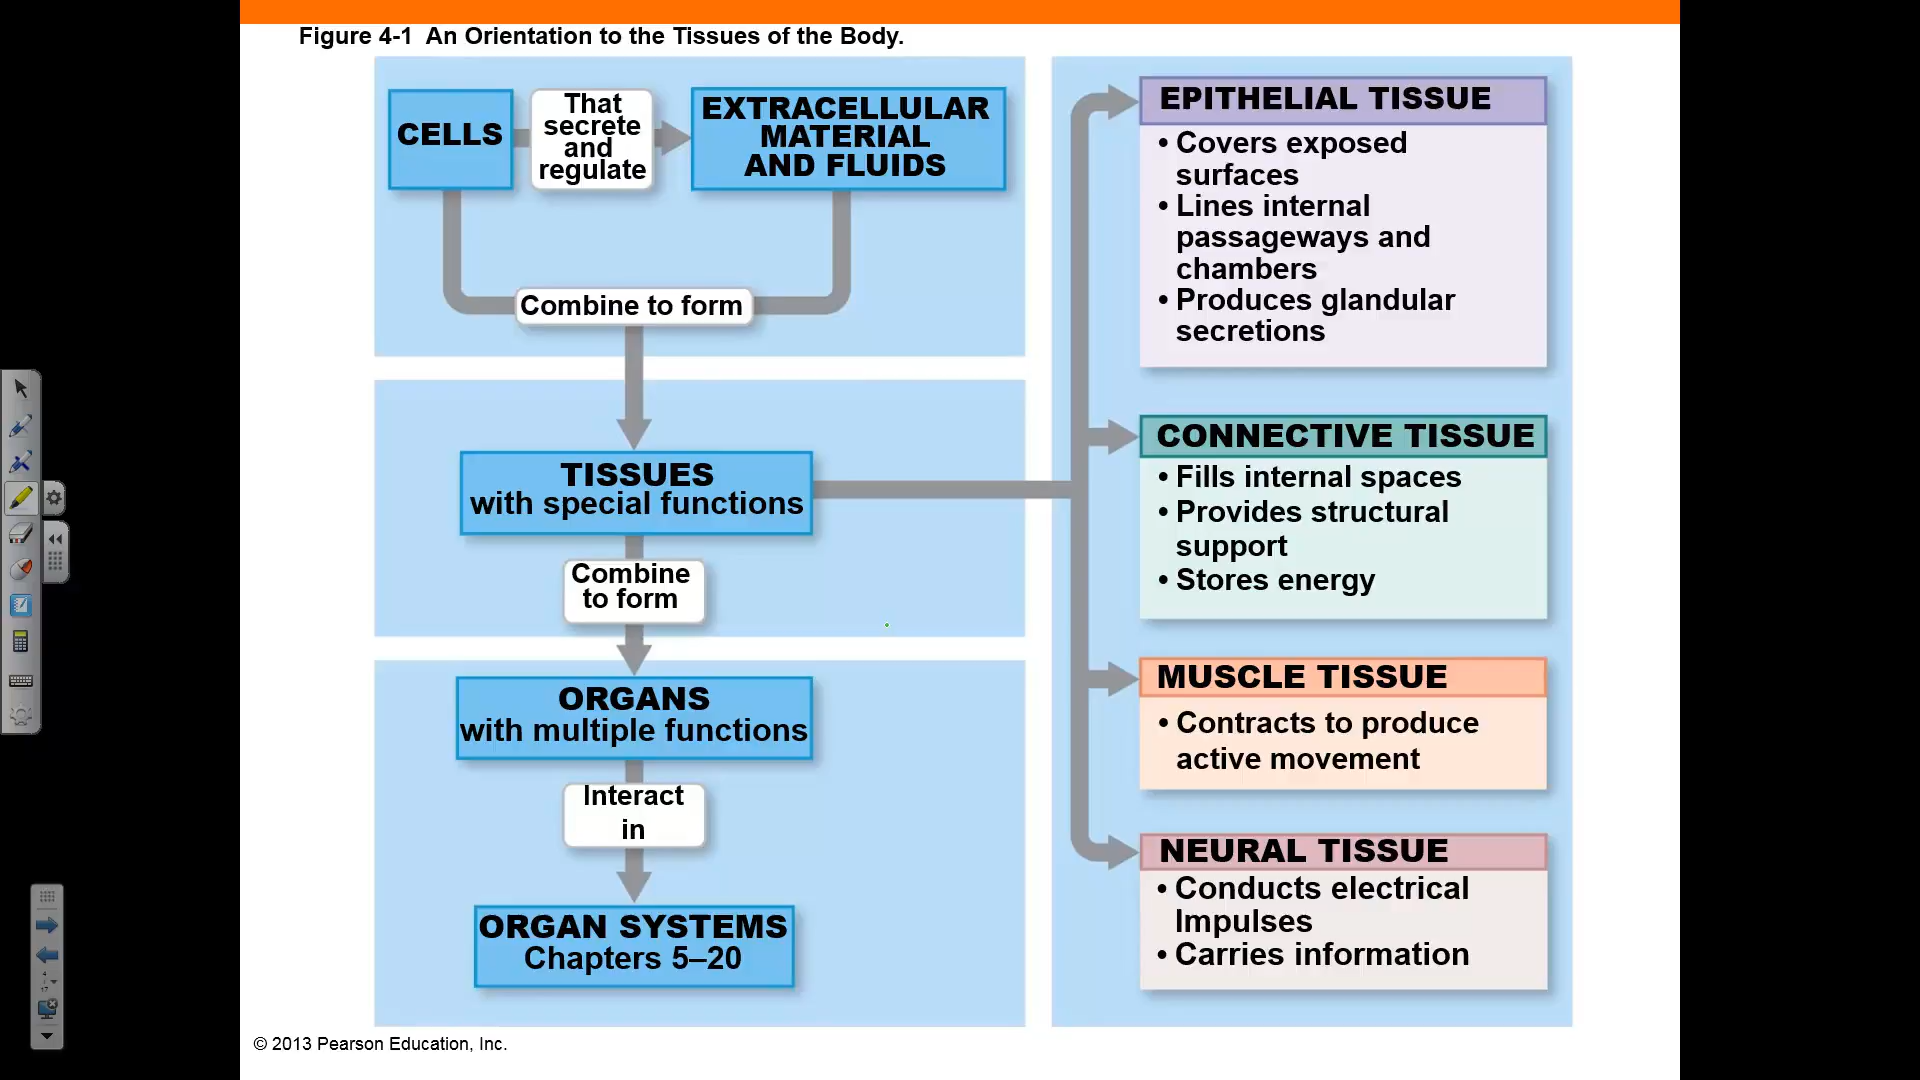 Figure 4-1  An Orientation to the Tissues of the Body.
CELLS
That
secrete
and
regulate
EXTRACELLULAR
MATERIAL
AND FLUIDS
Combine to form
TISSUES
with special functions
Combine
to form
ORGANS
with multiple functions
Interact
in
ORGAN SYSTEMS
Chapters 5–20
EPITHELIAL TISSUE
• Covers exposed
surfaces
• Lines internal
passageways and
chambers
• Produces glandular
secretions
CONNECTIVE TISSUE
• Fills internal spaces
• Provides structural
support
• Stores energy
MUSCLE TISSUE
• Contracts to produce
active movement
NEURAL TISSUE
• Conducts electrical
Impulses
• Carries information
© 2013 Pearson Education, Inc.